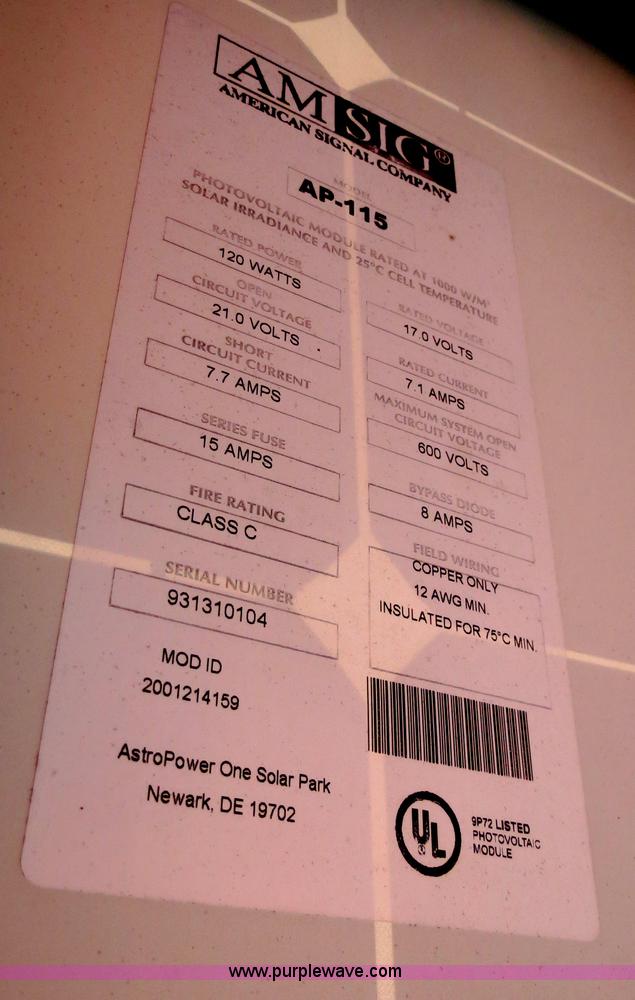 AM SIG®
AMERICAN SIGNAL COMPANY
MODEL
AP-115
PHOTOVOLTAIC MODULE RATED AT 1000 W/M²
SOLAR IRRADIANCE AND 25°C CELL TEMPERATURE
RATED POWER
120 WATTS
RATED VOLTAGE
17.0 VOLTS
OPEN
CIRCUIT VOLTAGE
21.0 VOLTS
RATED CURRENT
7.1 AMPS
SHORT
CIRCUIT CURRENT
7.7 AMPS
MAXIMUM SYSTEM OPEN
CIRCUIT VOLTAGE
600 VOLTS
SERIES FUSE
15 AMPS
BYPASS DIODE
8 AMPS
FIRE RATING
CLASS C
FIELD WIRING
COPPER ONLY
12 AWG MIN.
INSULATED FOR 75°C MIN.
SERIAL NUMBER
931310104
MOD ID
2001214159
AstroPower One Solar Park
Newark, DE 19702
UL
9P72 LISTED
PHOTOVOLTAIC
MODULE
www.purplewave.com